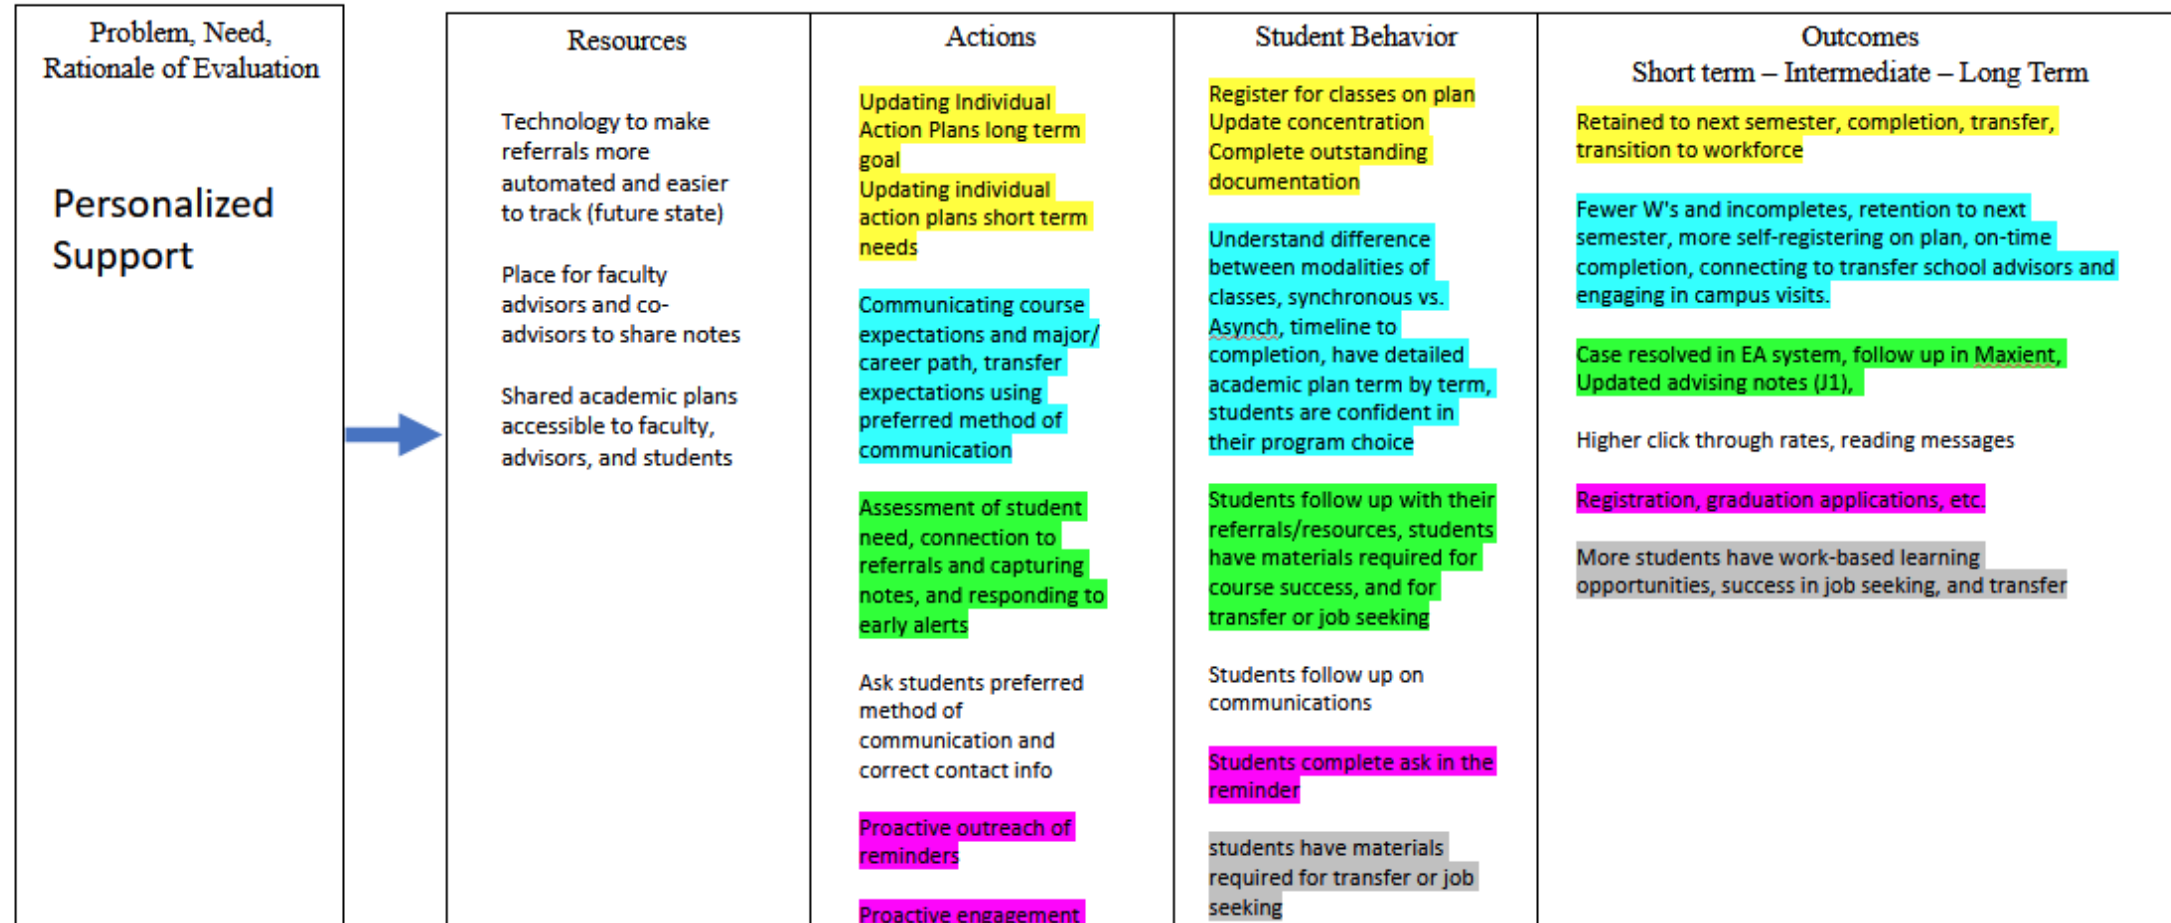 Problem, Need,
Rationale of Evaluation
Personalized
Support
Resources
Technology to make
referrals more
automated and easier
to track (future state)
Place for faculty
advisors and co-
advisors to share notes
Shared academic plans
accessible to faculty,
advisors, and students
Actions
Updating Individual
Action Plans long term
goal
Updating individual
action plans short term
needs
Communicating course
expectations and major/
career path, transfer
expectations using
preferred method of
communication
Assessment of student
need, connection to
referrals and capturing
notes, and responding to
early alerts
Ask students preferred
method of
communication and
correct contact info
Proactive outreach of
reminders
Proactive engagement
Student Behavior
Register for classes on plan
Update concentration
Complete outstanding
documentation
Understand difference
between modalities of
classes, synchronous vs.
Asynch, timeline to
completion, have detailed
academic plan term by term,
students are confident in
their program choice
Students follow up with their
referrals/resources, students
have materials required for
course success, and for
transfer or job seeking
Students follow up on
communications
Students complete ask in the
reminder
students have materials
required for transfer or job
seeking
Outcomes
Short term – Intermediate – Long Term
Retained to next semester, completion, transfer,
transition to workforce
Fewer W's and incompletes, retention to next
semester, more self-registering on plan, on-time
completion, connecting to transfer school advisors and
engaging in campus visits.
Case resolved in EA system, follow up in Maxient,
Updated advising notes (J1),
Higher click through rates, reading messages
Registration, graduation applications, etc.
More students have work-based learning
opportunities, success in job seeking, and transfer